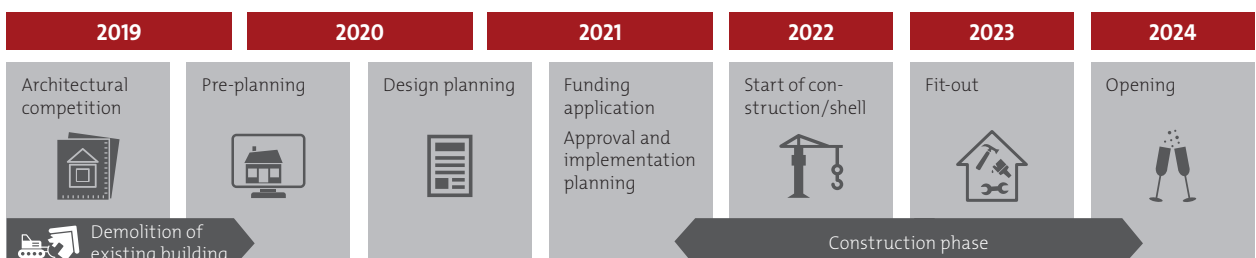 2019
2020
2021
2022
2023
2024
Architectural
competition
Pre-planning
Design planning
Funding
application
Approval and
implementation
planning
Start of con-
struction/shell
Fit-out
Opening
Demolition of
existing building
Construction phase